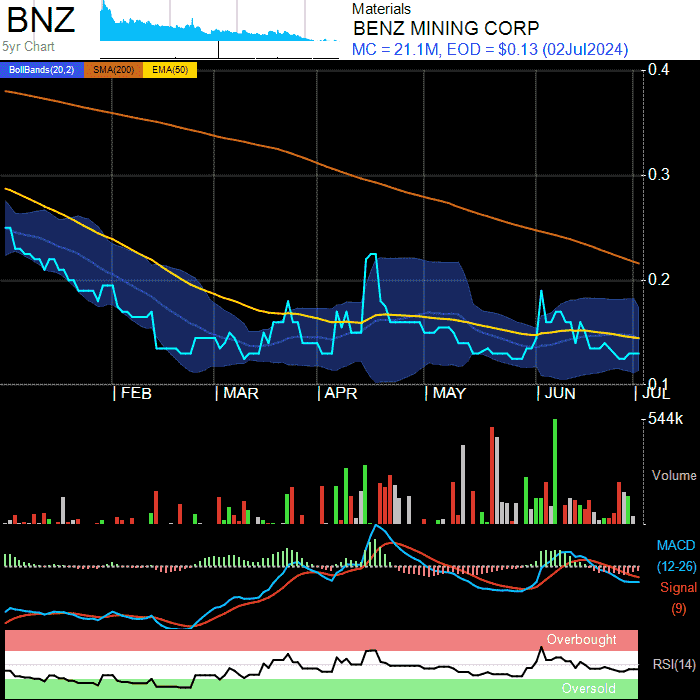 BNZ
5yr Chart
Materials
BENZ MINING CORP
MC = 21.1M, EOD = $0.13 (02Jul2024)
BollBands(20,2) SMA(200) EMA(50)
0.4
0.3
0.2
0.1
FEB MAR APR MAY JUN JUL
544k
Volume
MACD
(12-26)
Signal
(9)
Overbought
RSI(14)
Oversold